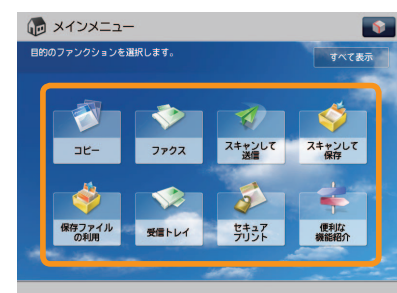 メインメニュー
目的のファンクションを選択します。
すべて表示
コピー
ファクス
スキャンして
送信
スキャンして
保存
保存ファイル
の利用
受信トレイ
セキュア
プリント
便利な
機能紹介